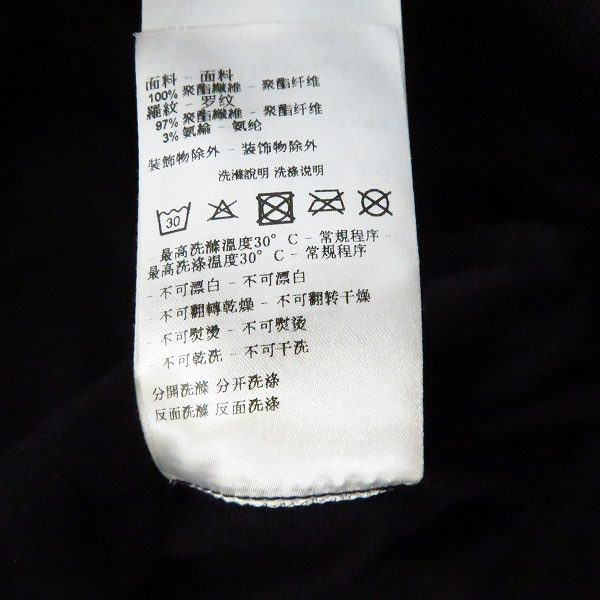 面料 - 面料
100% 聚酯纖維 - 聚酯纤维
羅紋 - 罗纹
97% 聚酯纖維 - 聚酯纤维
3% 氨綸 - 氨纶
裝飾物除外 - 装饰物除外
洗滌說明 洗涤说明
30
- 最高洗滌溫度30° C - 常規程序 -
最高洗涤温度30° C - 常规程序
- 不可漂白 - 不可漂白
- 不可翻轉乾燥 - 不可翻转干燥
- 不可熨燙 - 不可熨烫
- 不可乾洗 - 不可干洗
分開洗滌 分开洗涤
反面洗滌 反面洗涤